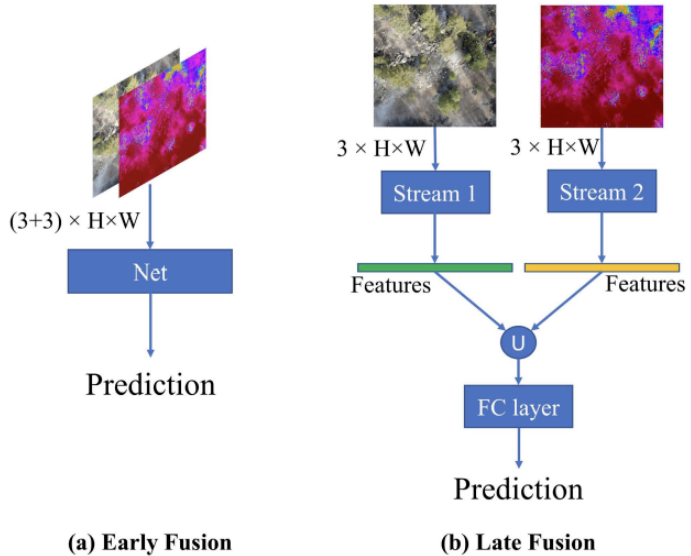 (3+3) × H×W
Net
Prediction
(a) Early Fusion
3 × H×W
3 × H×W
Stream 1
Stream 2
Features
Features
U
FC layer
Prediction
(b) Late Fusion